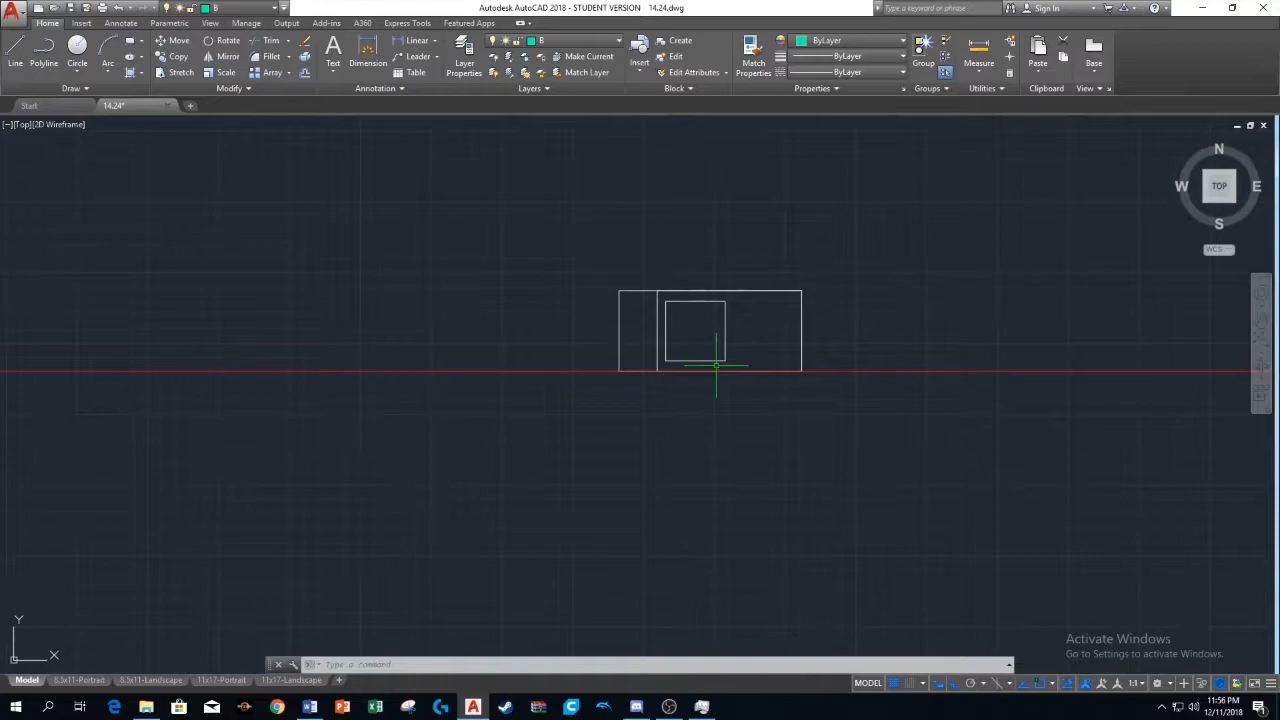 Autodesk AutoCAD 2018 - STUDENT VERSION 14.24.dwg
B
Type a keyword or phrase
Sign In
Home Insert Annotate Parametric View Manage Output Add-ins A360 Express Tools Featured Apps
Line Polyline Circle Arc
Move Rotate Trim
Copy Mirror Fillet
Stretch Scale Array
Text Dimension
Linear
Leader
Table
Layer Properties
B
Make Current
Match Layer
Insert
Create
Edit
Edit Attributes
Match Properties
ByLayer
ByLayer
ByLayer
Group
Measure
Paste
Base
Draw Modify Annotation Layers Block Properties Groups Utilities Clipboard View
Start 14.24*
[−][Top][2D Wireframe]
N
W TOP E
S
WCS
Y
X
Activate Windows
Go to Settings to activate Windows.
Type a command
Model 8.5x11-Portrait 8.5x11-Landscape 11x17-Portrait 11x17-Landscape
MODEL 1:1
11:56 PM
12/11/2018